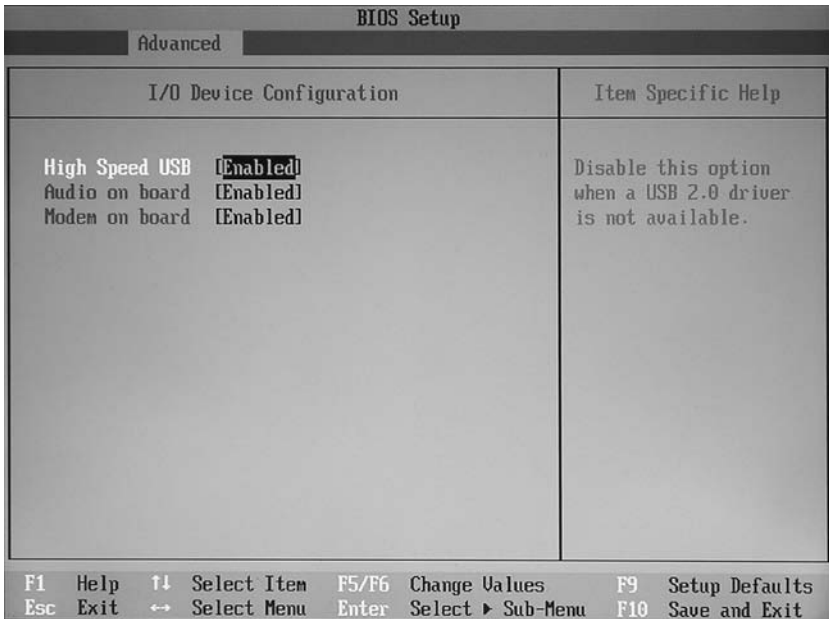 BIOS Setup
Advanced
I/O Device Configuration
Item Specific Help
High Speed USB [Enabled]
Audio on board [Enabled]
Modem on board [Enabled]
Disable this option
when a USB 2.0 driver
is not available.
F1 Help ↑↓ Select Item F5/F6 Change Values F9 Setup Defaults
Esc Exit ↔ Select Menu Enter Select ▶ Sub-Menu F10 Save and Exit